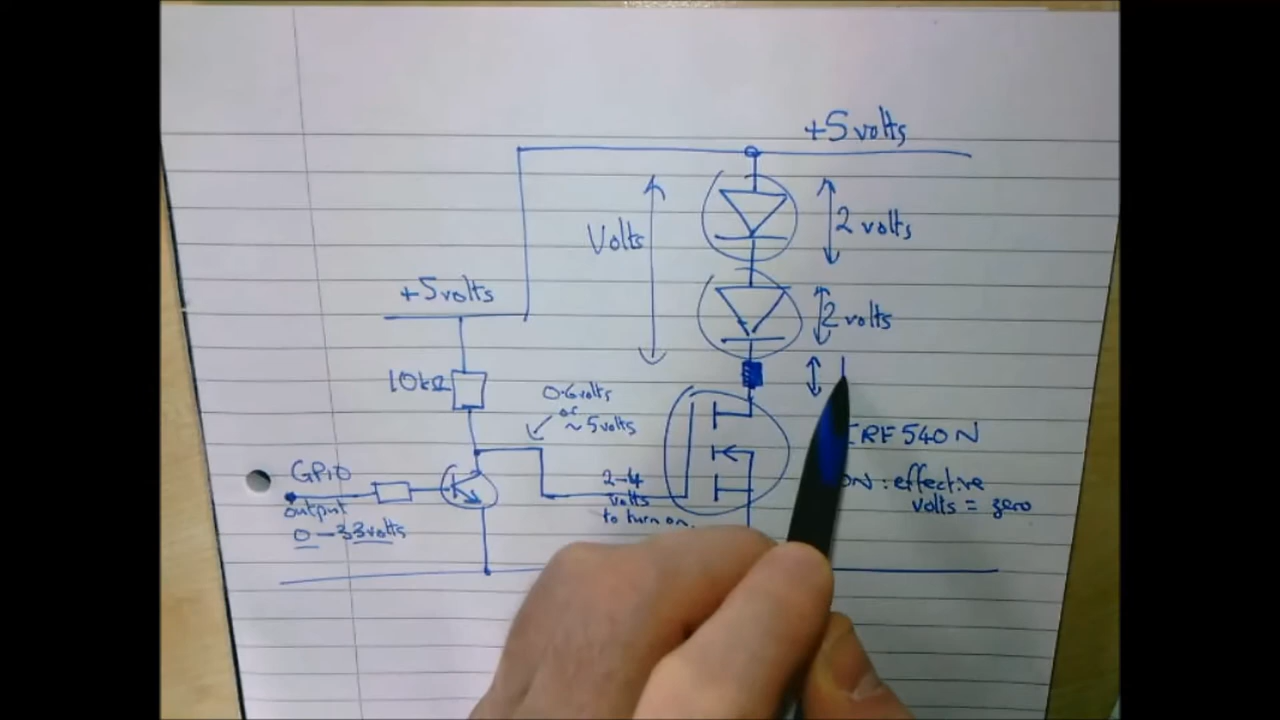 +5 volts
2 volts
Volts
+5 volts
2 volts
10kΩ
0.6 volts
or
~5 volts
IRF540N
GPIO
output
0-3.3 volts
2-4
volts
to turn on.
ON: effective
volts = zero